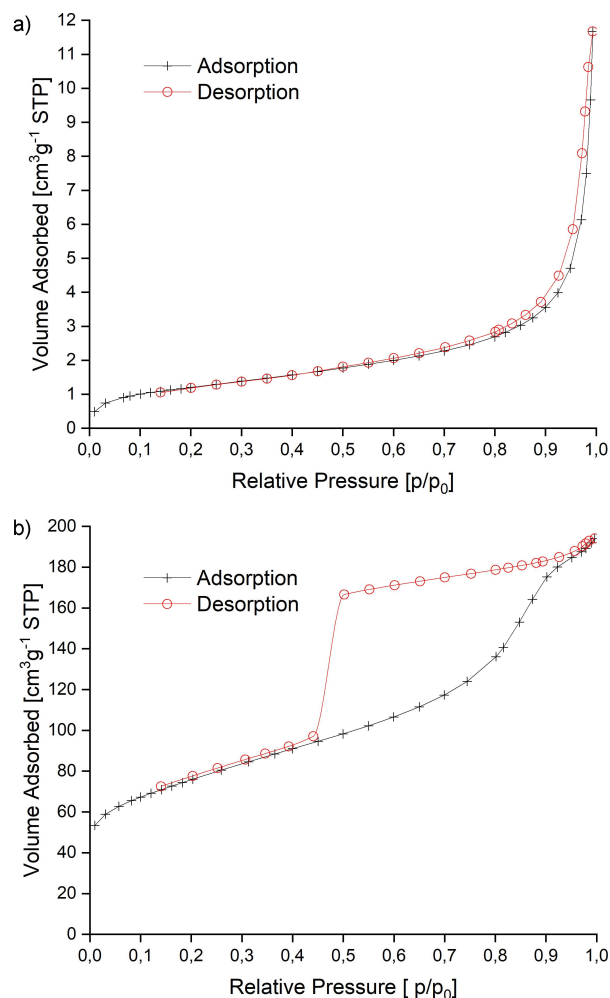 a)
12
11
10
9
8
7
6
5
4
3
2
1
0
Volume Adsorbed [cm³g⁻¹ STP]
Adsorption
Desorption
0,0 0,1 0,2 0,3 0,4 0,5 0,6 0,7 0,8 0,9 1,0
Relative Pressure [p/p₀]
b)
200
180
160
140
120
100
80
60
40
20
0
Volume Adsorbed [cm³g⁻¹ STP]
Adsorption
Desorption
0,0 0,1 0,2 0,3 0,4 0,5 0,6 0,7 0,8 0,9 1,0
Relative Pressure [ p/p₀]